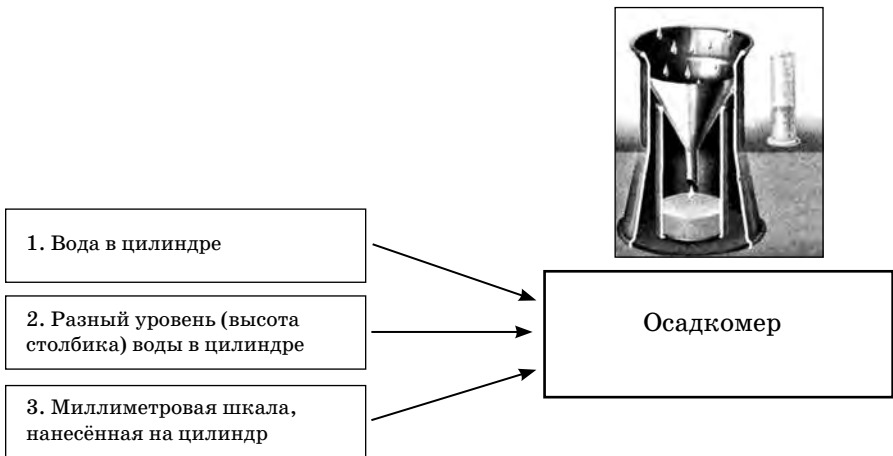 1. Вода в цилиндре
2. Разный уровень (высота
столбика) воды в цилиндре
3. Миллиметровая шкала,
нанесённая на цилиндр
Осадкомер